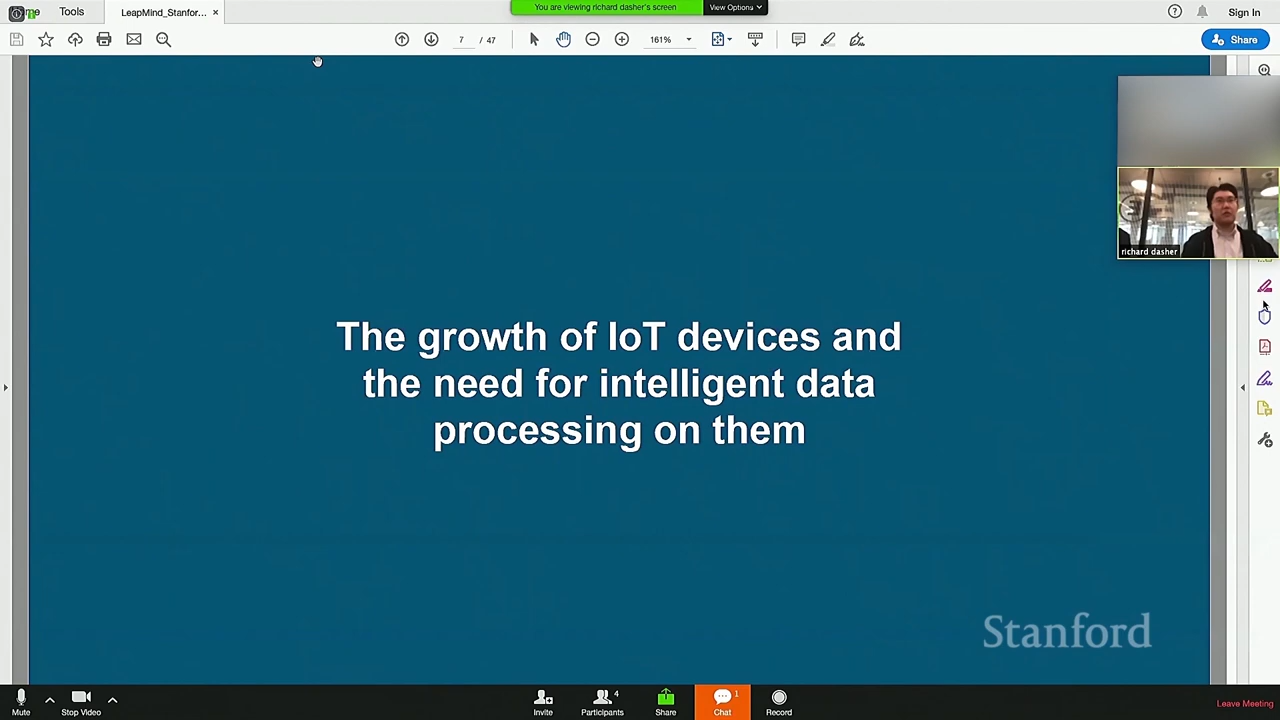 Tools
LeapMind_Stanfor...
You are viewing richard dasher's screen
View Options
Sign In
7 / 47
161%
Share
richard dasher
The growth of IoT devices and
the need for intelligent data
processing on them
Stanford
Mute
Stop Video
Invite
Participants
4
Share
Chat
1
Record
Leave Meeting